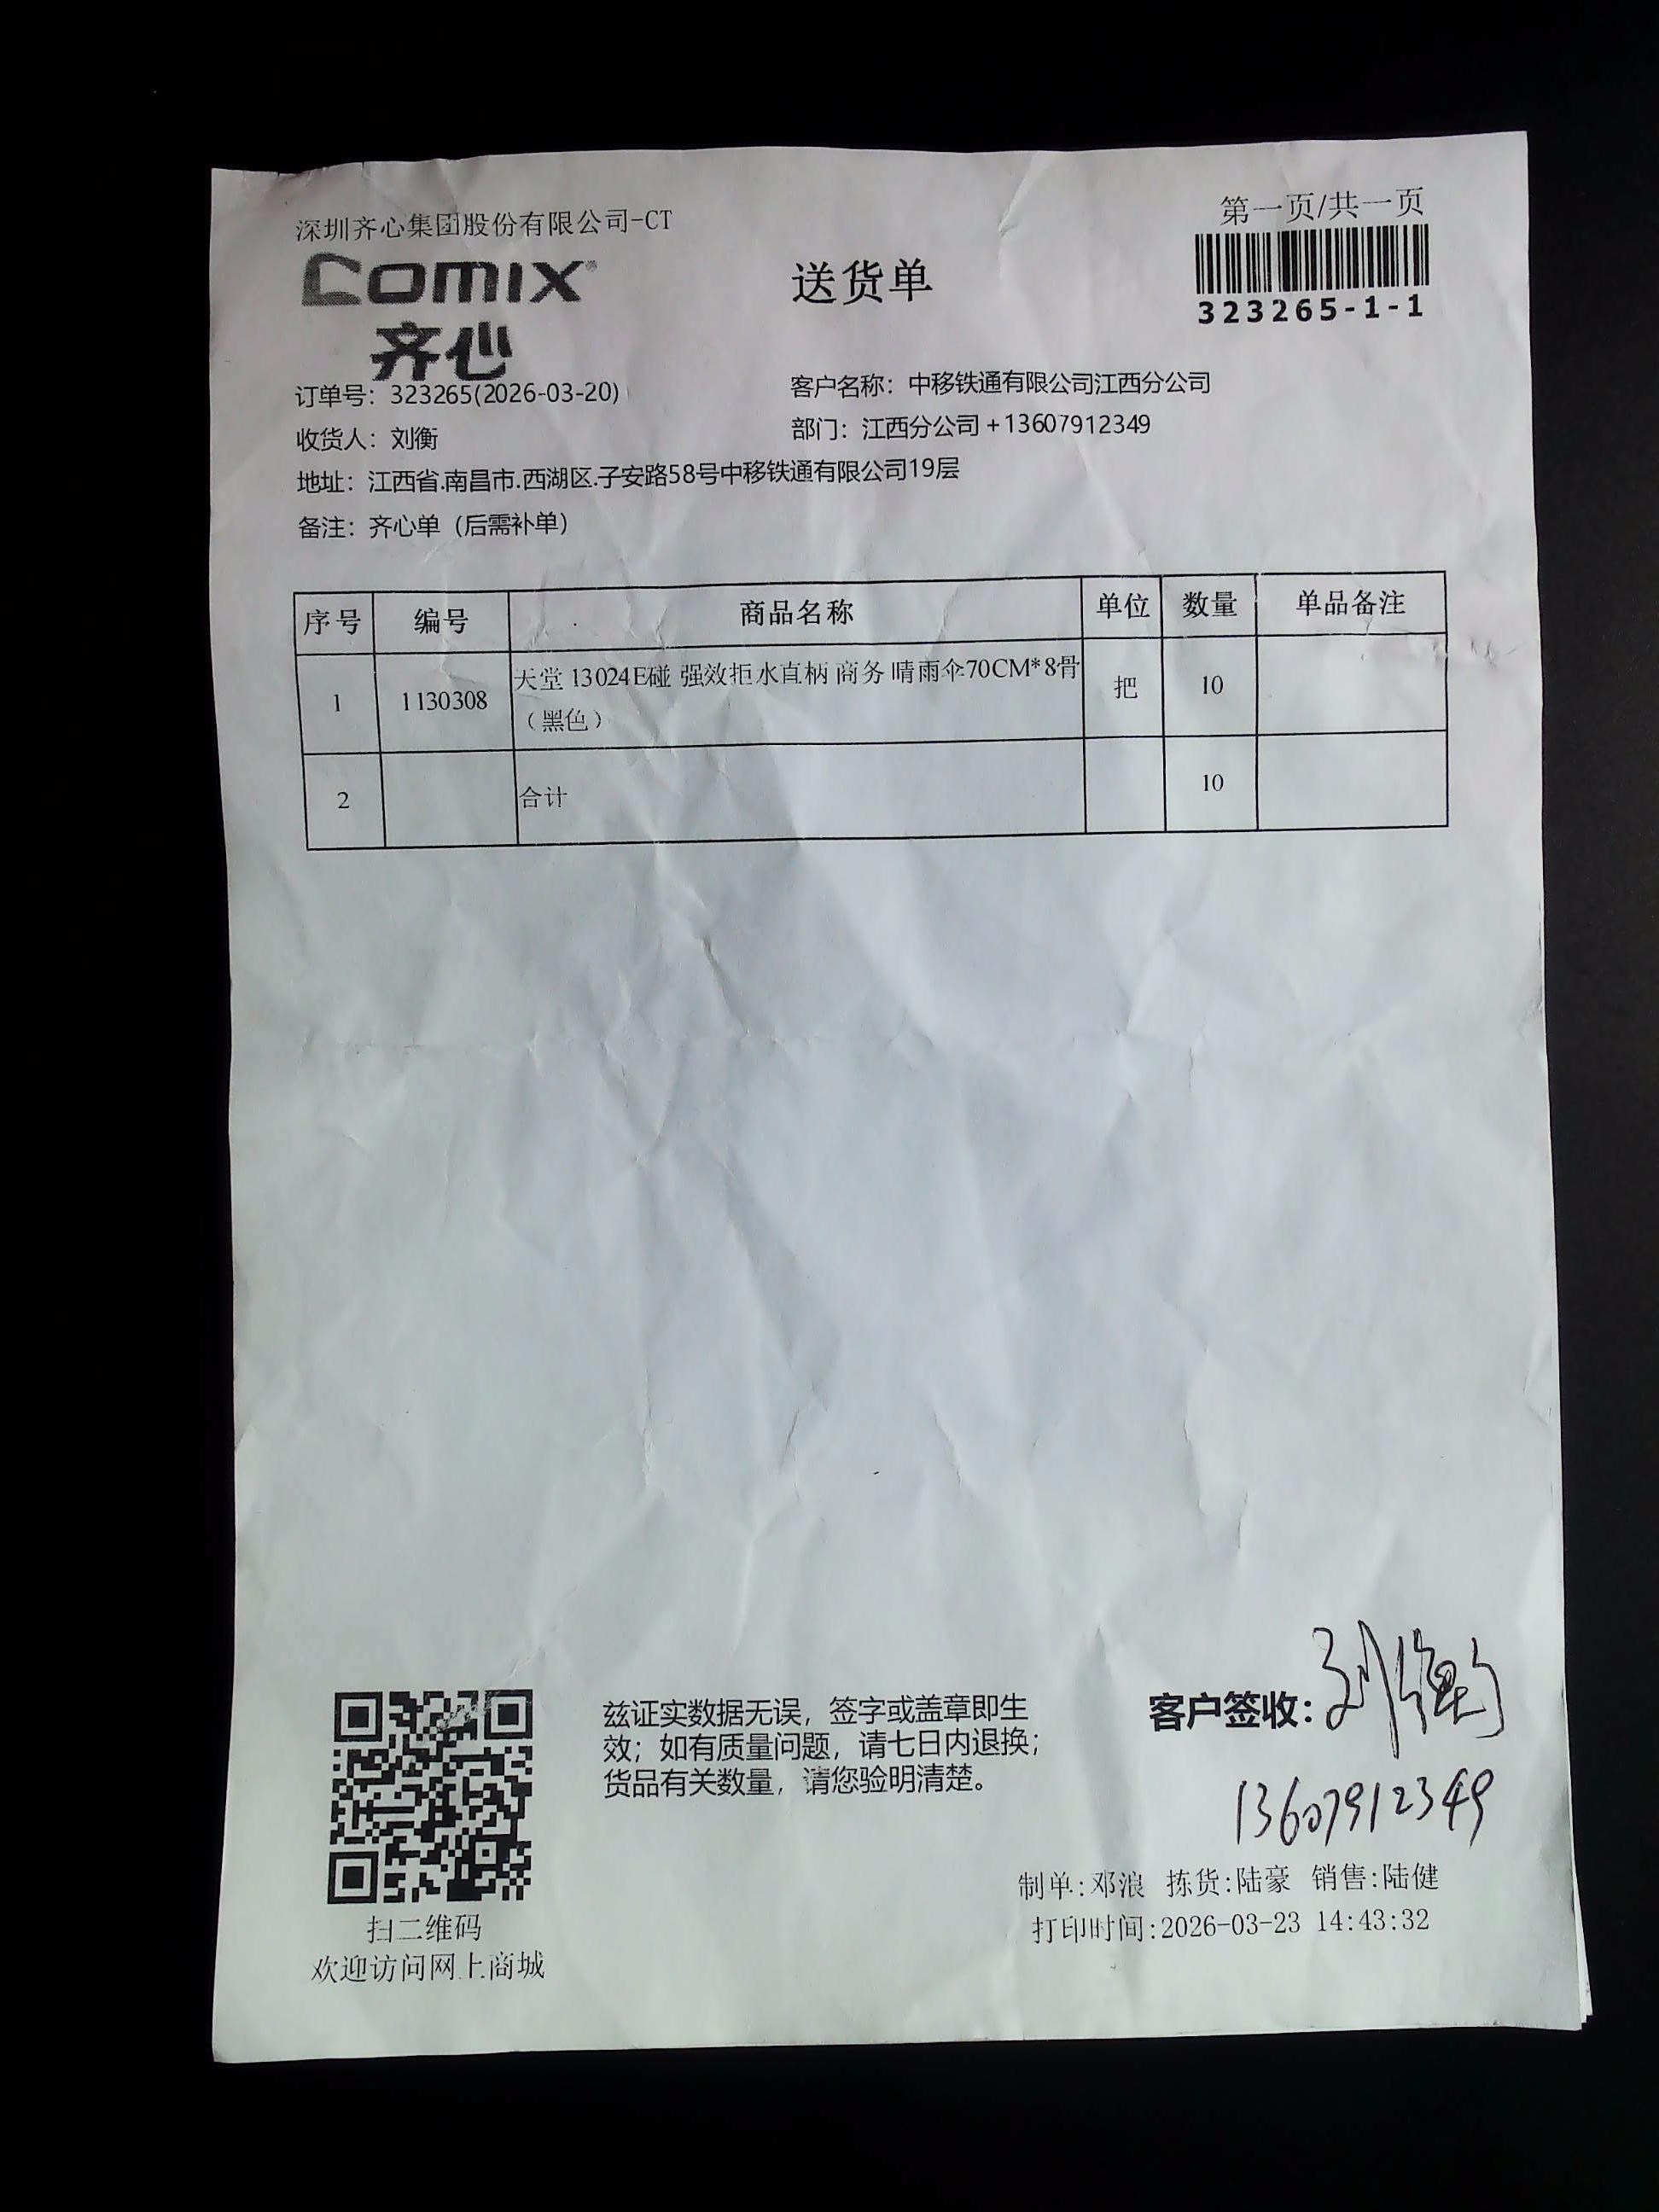 深圳齐心集团股份有限公司-CT
第一页/共一页
comix
齐心
送货单
323265-1-1
订单号：323265(2026-03-20)
客户名称：中移铁通有限公司江西分公司
收货人：刘衡
部门：江西分公司+13607912349
地址：江西省.南昌市.西湖区.子安路58号中移铁通有限公司19层
备注：齐心单（后需补单）
序号 编号 商品名称 单位 数量 单品备注
1 1130308 天堂 13024E碰 强效拒水直柄 商务 晴雨伞70CM*8骨（黑色） 把 10
2 合计 10
兹证实数据无误，签字或盖章即生
效；如有质量问题，请七日内退换；
货品有关数量，请您验明清楚。
客户签收：刘衡
13607912349
制单:邓浪 拣货:陆豪 销售:陆健
打印时间:2026-03-23 14:43:32
扫二维码
欢迎访问网上商城